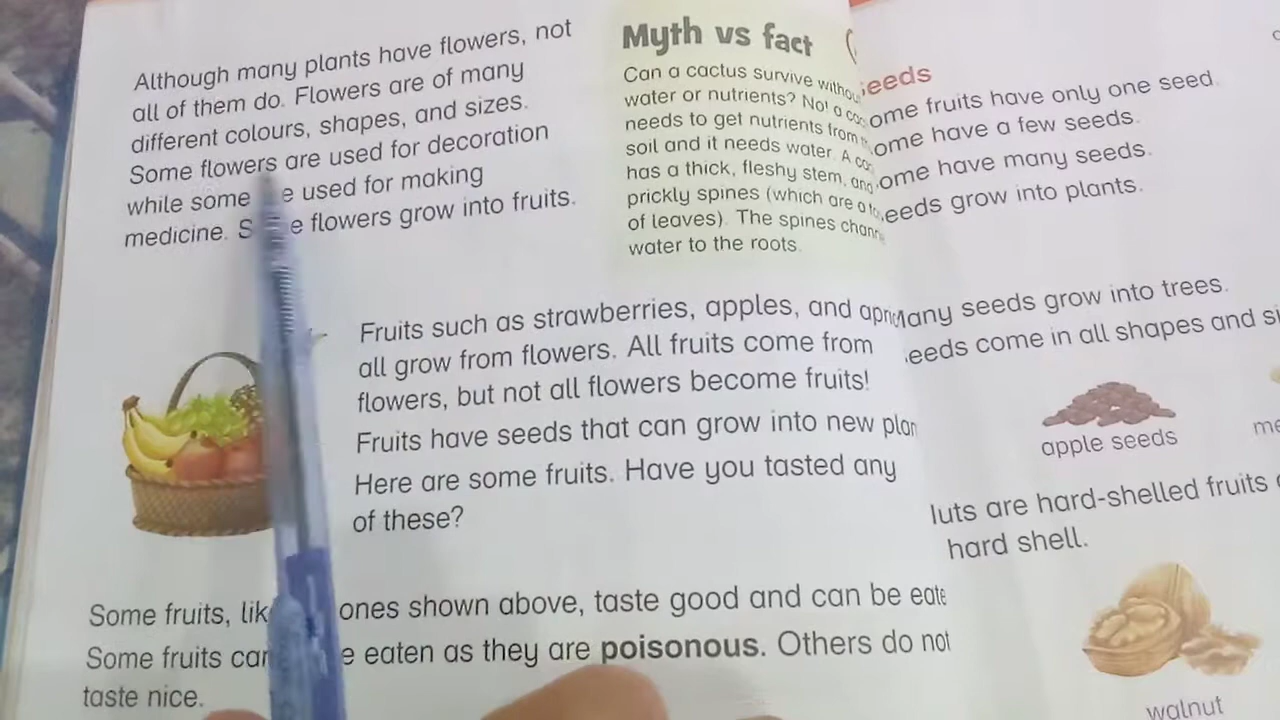 Although many plants have flowers, not
all of them do. Flowers are of many
different colours, shapes, and sizes.
Some flowers are used for decoration
while some used for making
medicine. flowers grow into fruits.
Myth vs fact
Can a cactus survive
water or nutrients? No! a
needs to get nutrients from
soil and it needs water. A
has a thick, fleshy stem, and
prickly spines (which are a
of leaves). The spines
water to the roots.
Fruits such as strawberries, apples, and
all grow from flowers. All fruits come from
flowers, but not all flowers become fruits!
Fruits have seeds that can grow into new
Here are some fruits. Have you tasted any
of these?
Some fruits, ones shown above, taste good and can be
Some fruits eaten as they are poisonous. Others do not
taste nice.
fruits have only one seed.
have a few seeds.
have many seeds.
grow into plants.
seeds grow into trees.
come in all shapes and
apple seeds
are hard-shelled fruits
hard shell.
walnut